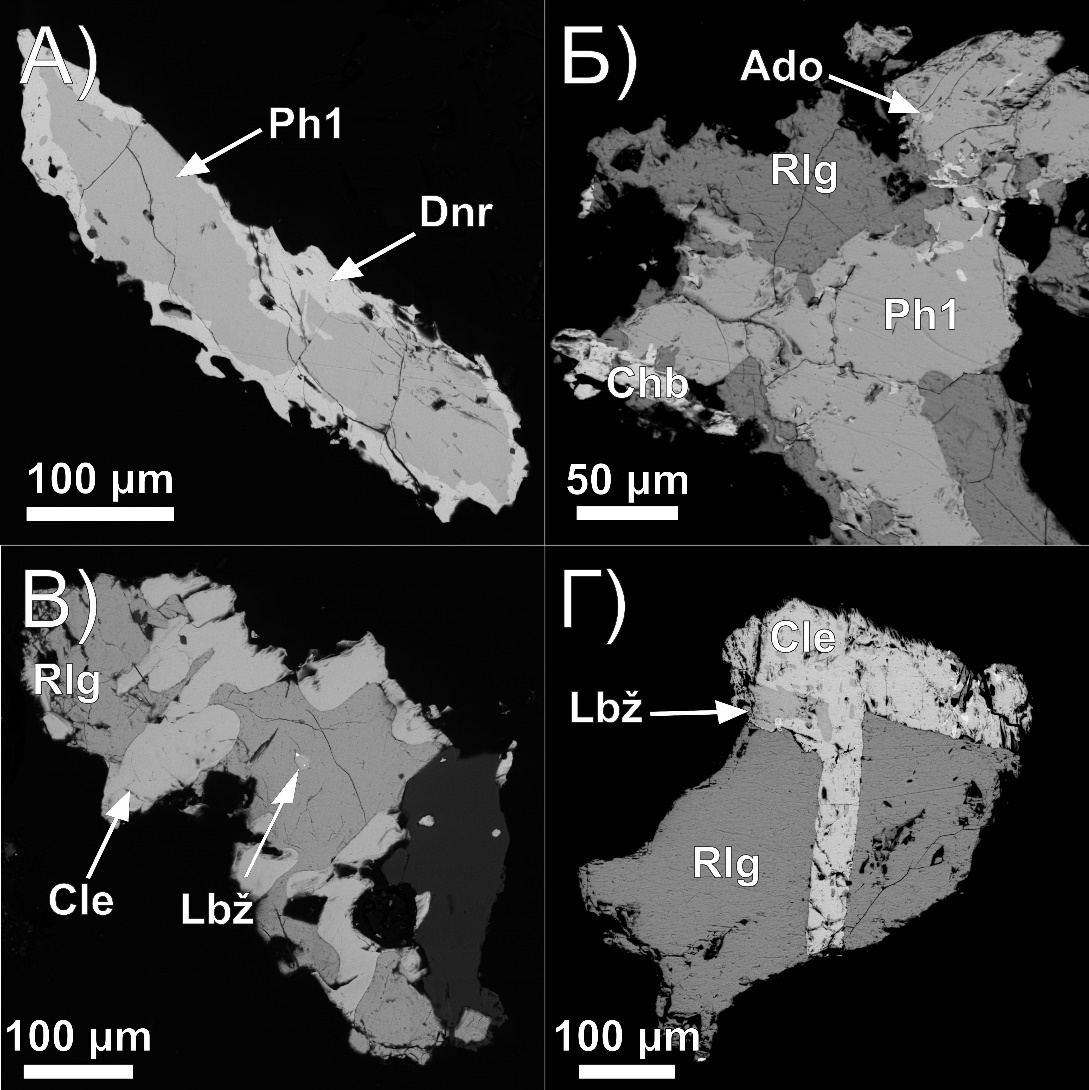 А)
Ph1
Dnr
100 µm
Б)
Ado
Rlg
Ph1
Chb
50 µm
В)
Rlg
Cle
Lbž
100 µm
Г)
Cle
Lbž
Rlg
100 µm